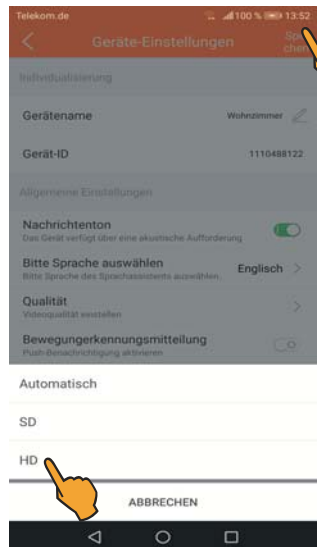 Telekom.de 100 % 13:52
Geräte-Einstellungen
Individualisierung
Gerätename Wohnzimmer
Gerät-ID 1110488122
Allgemeine Einstellungen
Nachrichtenton
Das Gerät verfügt über eine akustische Aufforderung
Bitte Sprache auswählen Englisch
Bitte Sprache des Sprachassistents auswählen.
Qualität
Videoqualität einstellen
Bewegungerkennungsmitteilung
Push-Benachrichtigung aktivieren
Automatisch
SD
HD
ABBRECHEN